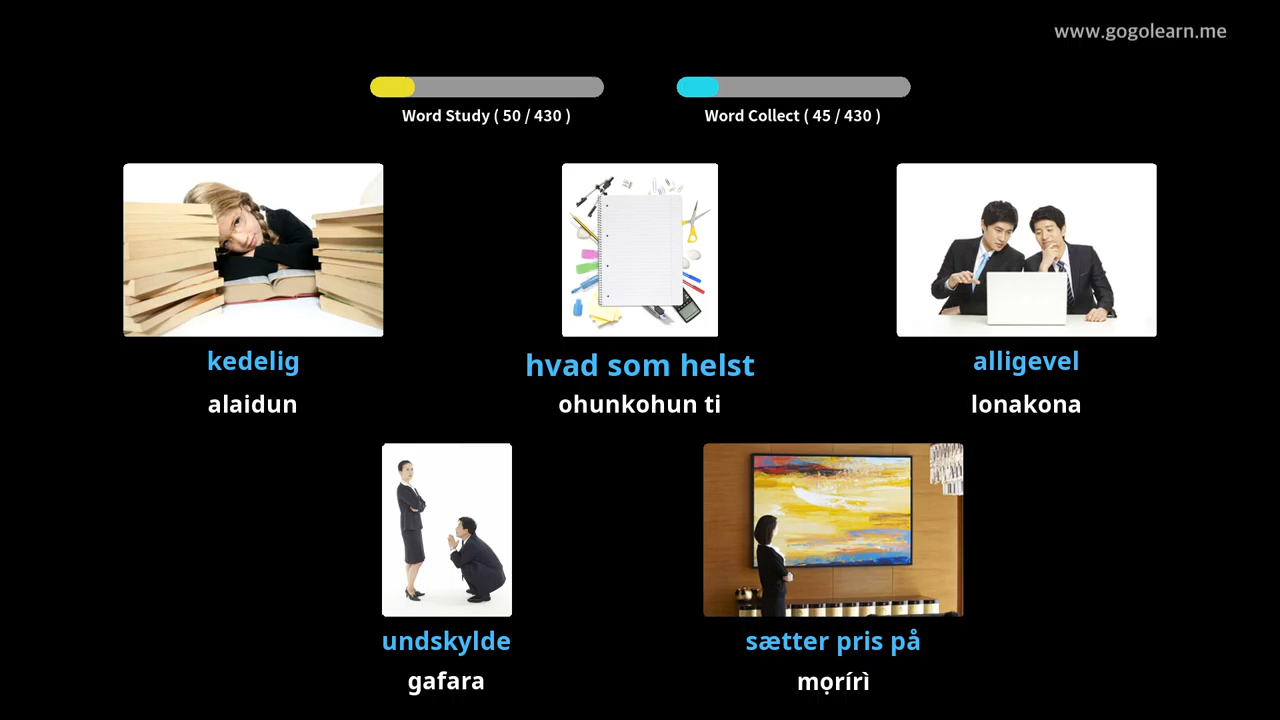 www.gogolearn.me
Word Study ( 50 / 430 )
Word Collect ( 45 / 430 )
kedelig
alaidun
hvad som helst
ohunkohun ti
alligevel
lonakona
undskylde
gafara
sætter pris på
mọrírì